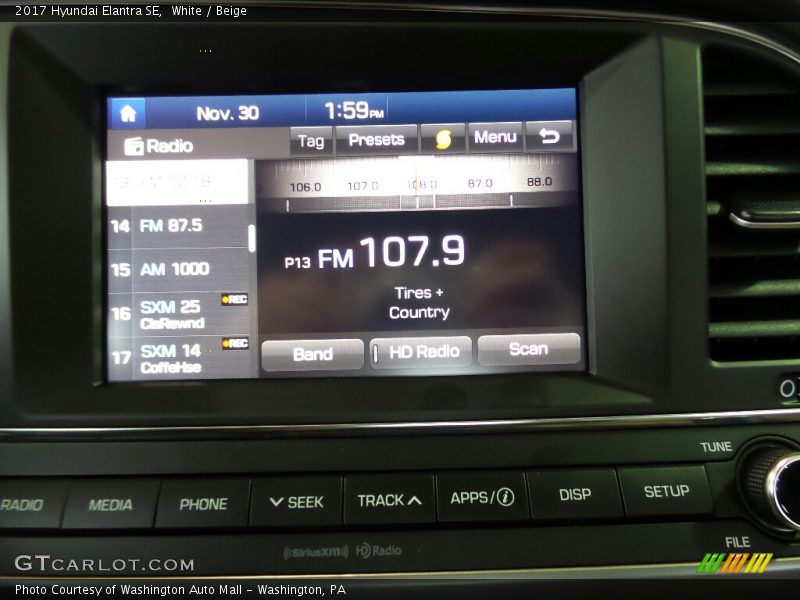 2017 Hyundai Elantra SE, White / Beige
Nov. 30 1:59PM
Radio Tag Presets Menu
106.0 107.0 108.0 87.0 88.0
14 FM 87.5
15 AM 1000
16 SXM 25 REC
ClsRewnd
17 SXM 14 REC
CoffeHse
P13 FM 107.9
Tires +
Country
Band HD Radio Scan
TUNE
RADIO MEDIA PHONE SEEK TRACK APPS/i DISP SETUP
FILE
((SiriusXM)) HD Radio
GTCARLOT.COM
Photo Courtesy of Washington Auto Mall - Washington, PA